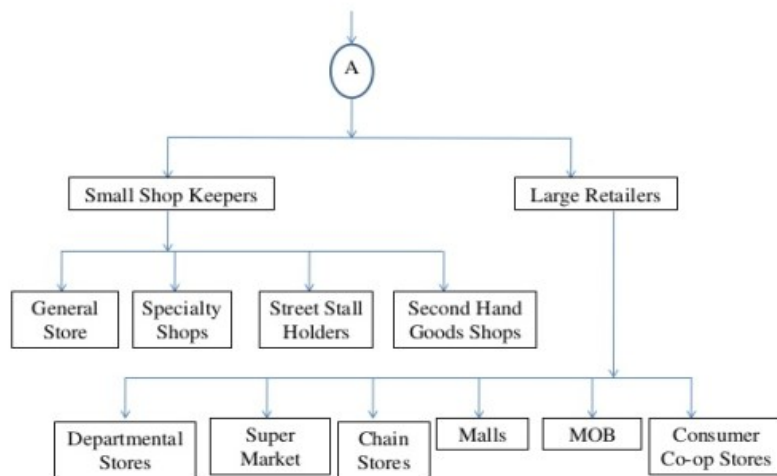 A
Small Shop Keepers
Large Retailers
General
Store
Specialty
Shops
Street Stall
Holders
Second Hand
Goods Shops
Departmental
Stores
Super
Market
Chain
Stores
Malls
MOB
Consumer
Co-op Stores